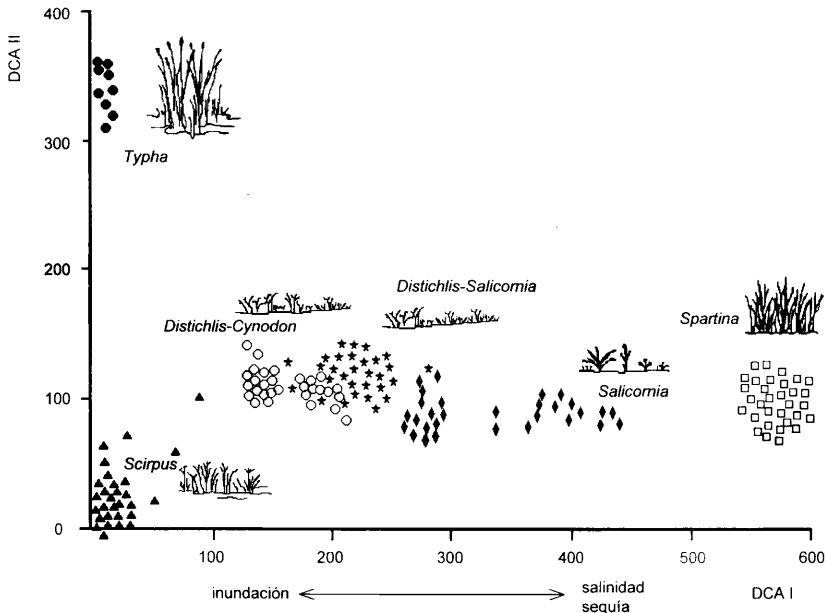 DCA II
400
300
200
100
0
Typha
Distichlis-Salicornia
Distichlis-Cynodon
Spartina
Salicornia
Scirpus
100
200
300
400
500
600
inundación
salinidad
sequía
DCA I